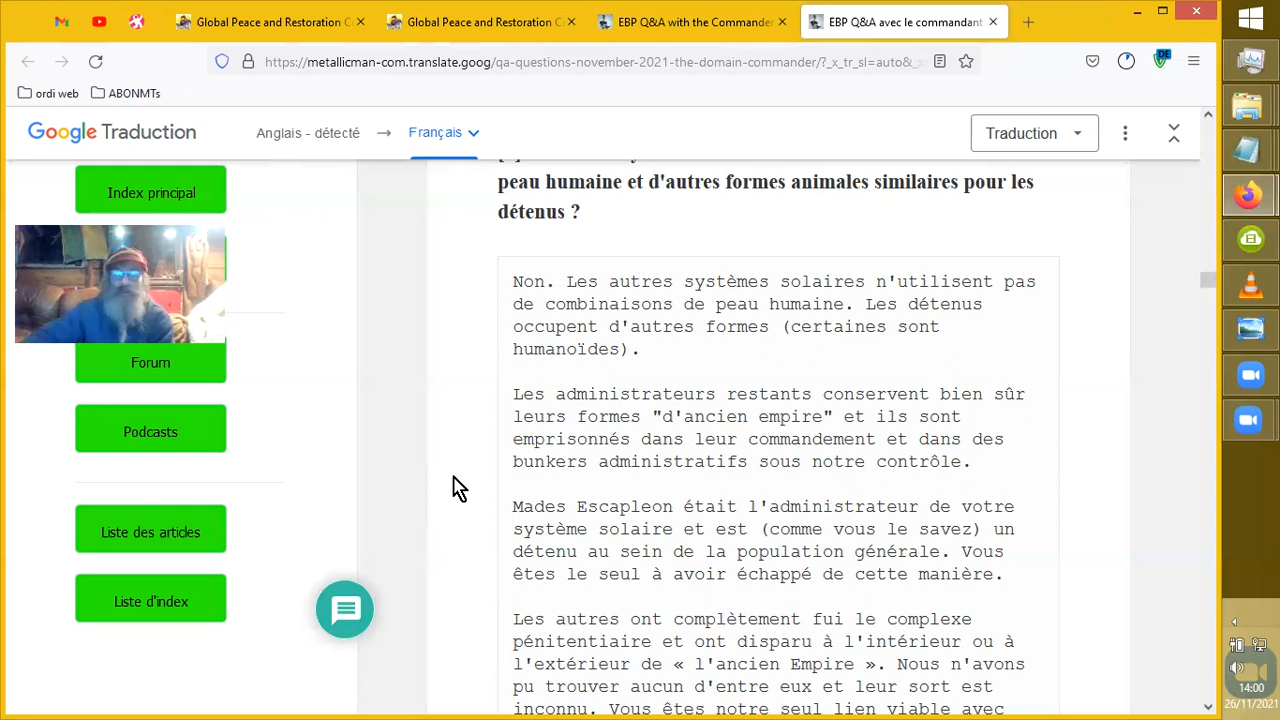 Global Peace and Restoration C
Global Peace and Restoration C
EBP Q&A with the Commander
EBP Q&A avec le commandant
https://metallicman-com.translate.goog/qa-questions-november-2021-the-domain-commander/?_x_tr_sl=auto&_
DE
ordi web
ABONMTs
Google Traduction
Anglais - détecté
Français
Traduction
peau humaine et d'autres formes animales similaires pour les
détenus ?
Index principal
Forum
Podcasts
Liste des articles
Liste d'index
Non. Les autres systèmes solaires n'utilisent pas
de combinaisons de peau humaine. Les détenus
occupent d'autres formes (certaines sont
humanoïdes).
Les administrateurs restants conservent bien sûr
leurs formes "d'ancien empire" et ils sont
emprisonnés dans leur commandement et dans des
bunkers administratifs sous notre contrôle.
Mades Escapleon était l'administrateur de votre
système solaire et est (comme vous le savez) un
détenu au sein de la population générale. Vous
êtes le seul à avoir échappé de cette manière.
Les autres ont complètement fui le complexe
pénitentiaire et ont disparu à l'intérieur ou à
l'extérieur de « l'ancien Empire ». Nous n'avons
pu trouver aucun d'entre eux et leur sort est
inconnu. Vous êtes notre seul lien viable avec
14:00
26/11/2021